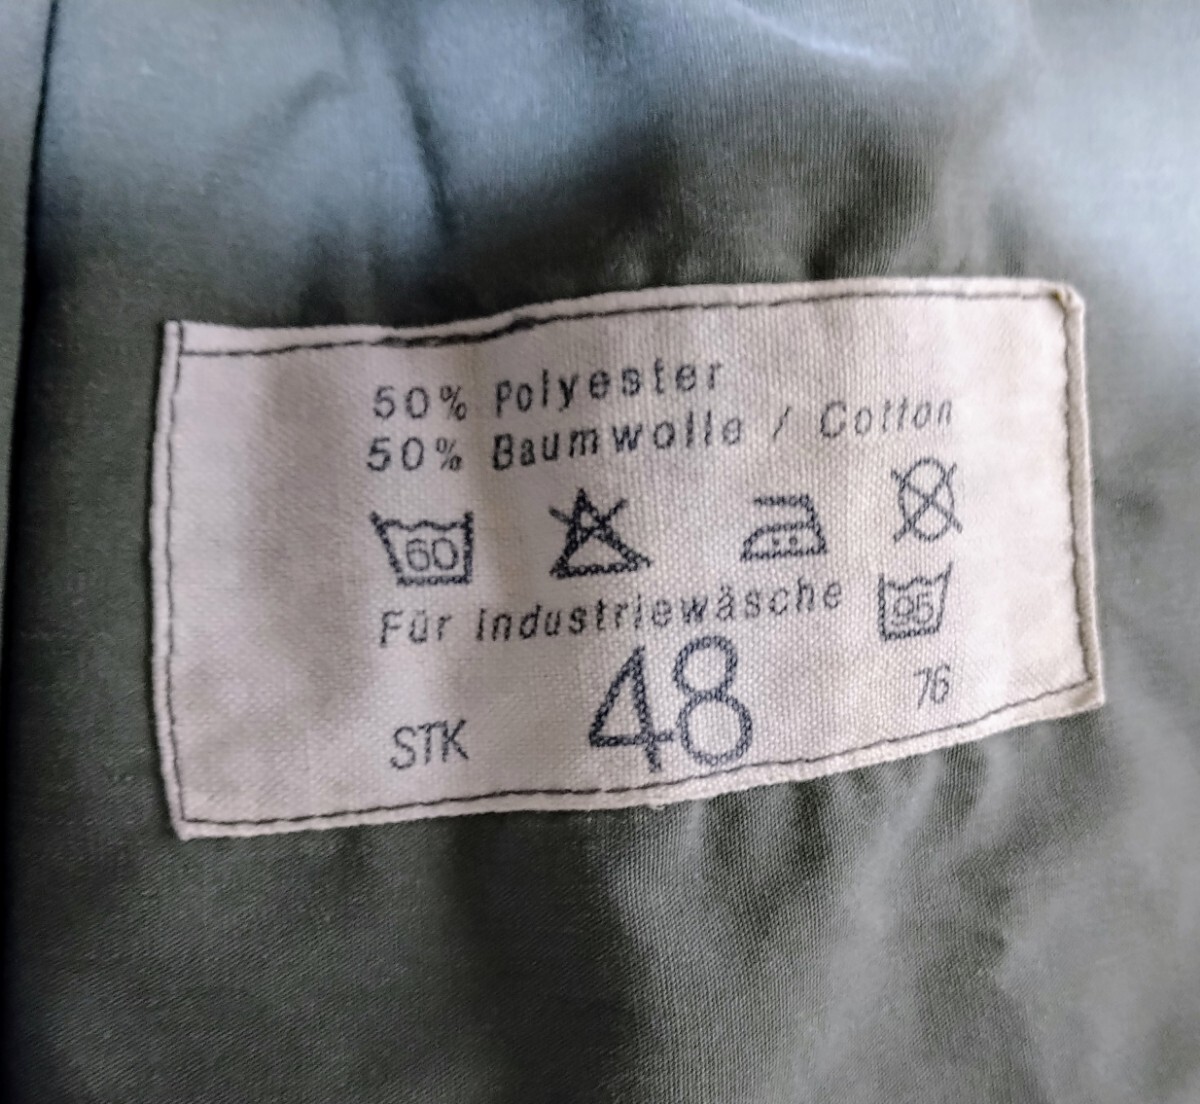 50% Polyester
50% Baumwolle / Cotton
60
Für Industriewäsche 95
STK 48 76